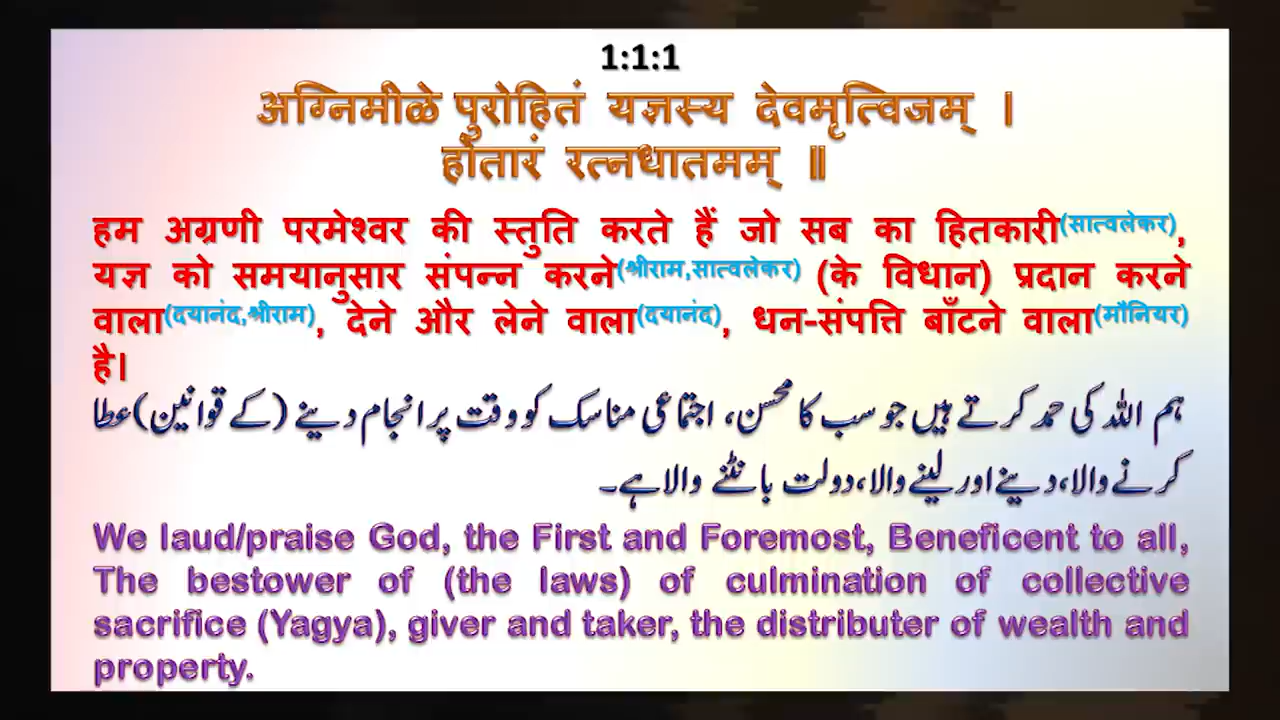 1:1:1
अग्निमीळे पुरोहितं यज्ञस्य देवमृत्विजम् ।
होतारं रत्नधातमम् ॥
हम अग्रणी परमेश्वर की स्तुति करते हैं जो सब का हितकारी(सात्वलेकर),
यज्ञ को समयानुसार संपन्न करने(श्रीराम,सात्वलेकर) (के विधान) प्रदान करने
वाला(दयानंद,श्रीराम), देने और लेने वाला(दयानंद), धन-संपत्ति बाँटने वाला(मौनियर)
है।
ہم اللہ کی حمد کرتے ہیں جو سب کا محسن، اجتماعی مناسک کو وقت پر انجام دینے (کے قوانین)عطا
کرنے والا،دینے اور لینے والا،دولت بانٹنے والا ہے۔
We laud/praise God, the First and Foremost, Beneficent to all,
The bestower of (the laws) of culmination of collective
sacrifice (Yagya), giver and taker, the distributer of wealth and
property.